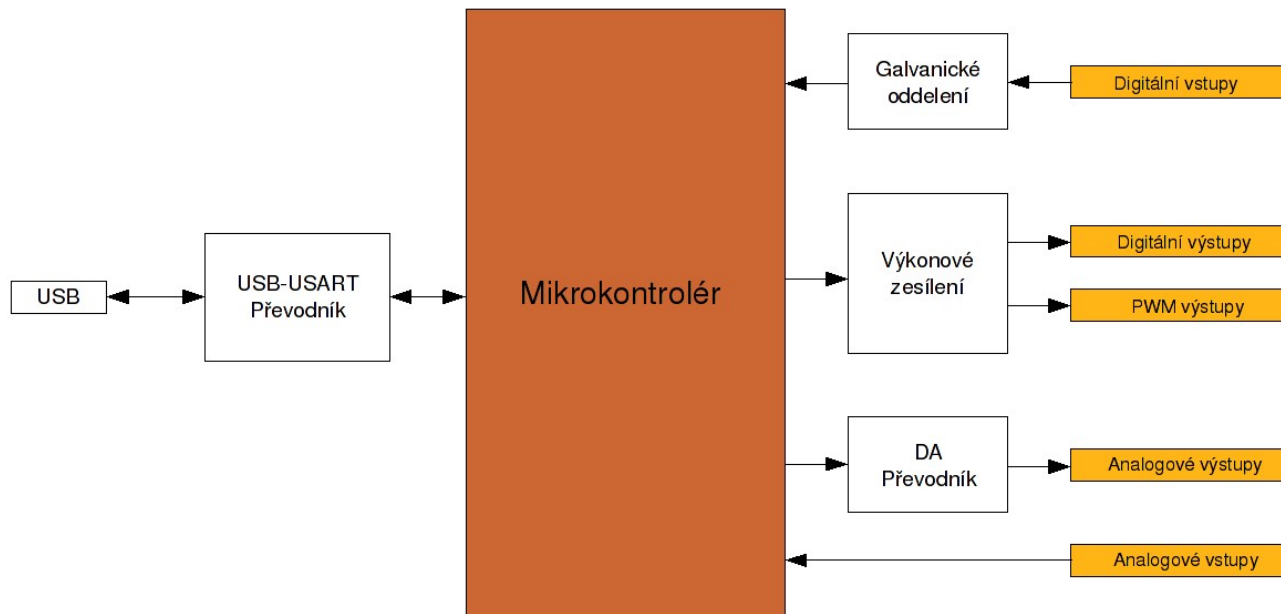 USB
USB-USART
Převodník
Mikrokontrolér
Galvanické
oddelení
Digitální vstupy
Výkonové
zesílení
Digitální výstupy
PWM výstupy
DA
Převodník
Analogové výstupy
Analogové vstupy